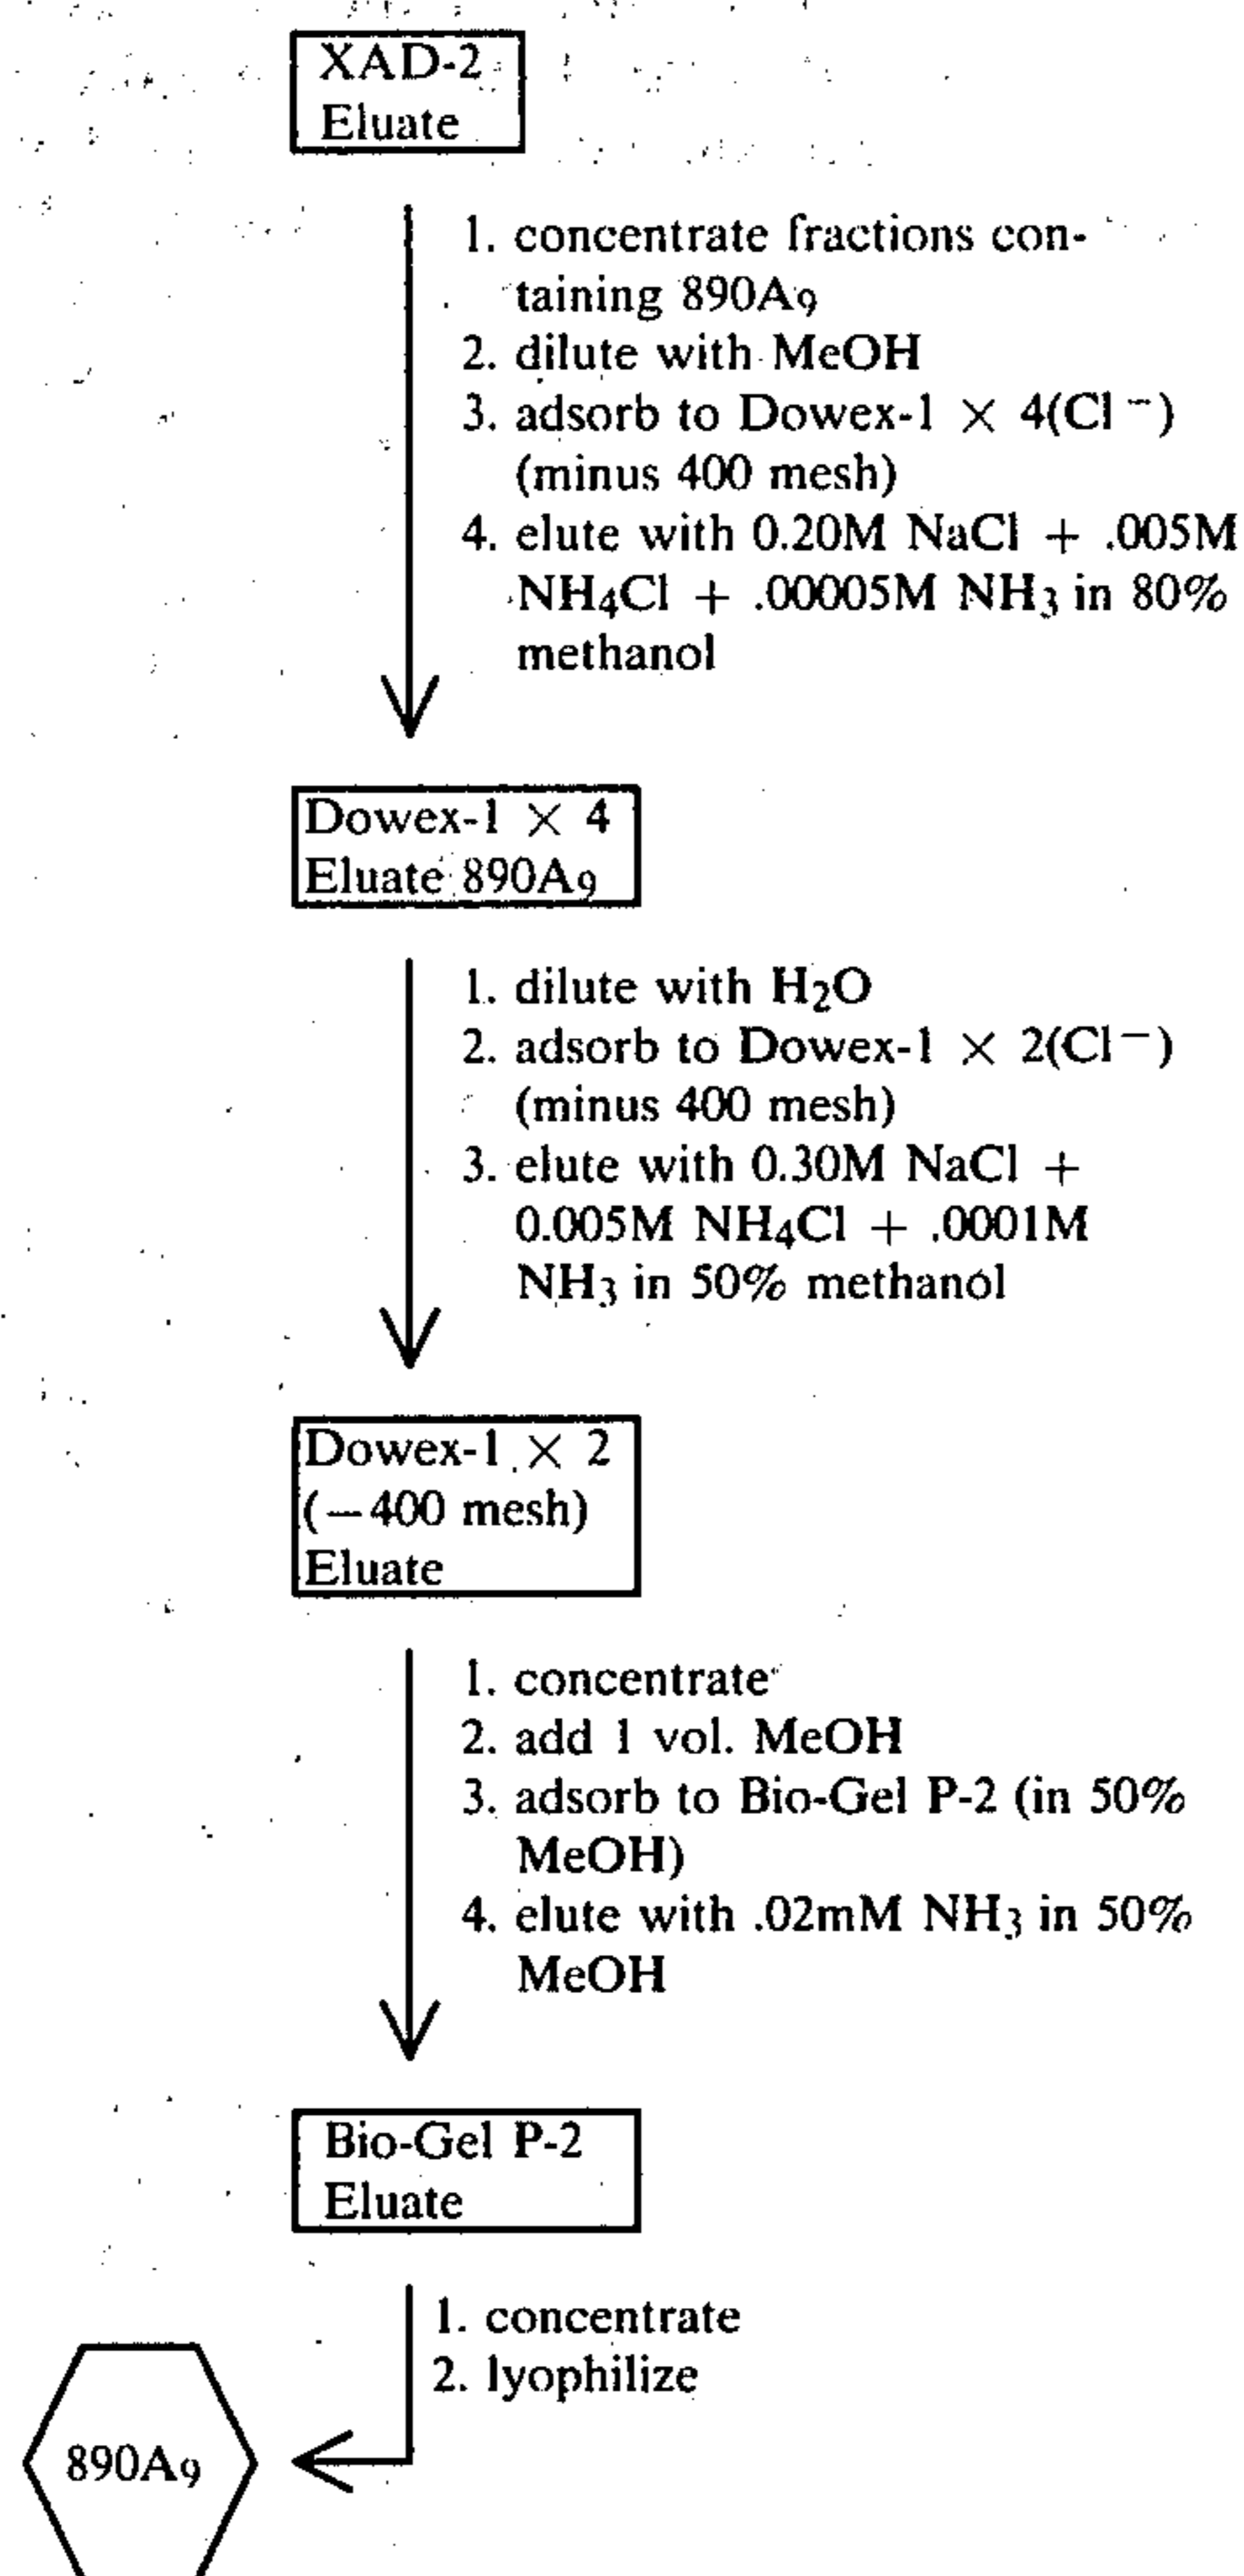 XAD-2
Eluate
1. concentrate fractions con-
taining 890A₉
2. dilute with MeOH
3. adsorb to Dowex-1 × 4(Cl⁻)
(minus 400 mesh)
4. elute with 0.20M NaCl + .005M
NH₄Cl + .00005M NH₃ in 80%
methanol
Dowex-1 × 4
Eluate 890A₉
1. dilute with H₂O
2. adsorb to Dowex-1 × 2(Cl⁻)
(minus 400 mesh)
3. elute with 0.30M NaCl +
0.005M NH₄Cl + .0001M
NH₃ in 50% methanol
Dowex-1 × 2
(−400 mesh)
Eluate
1. concentrate
2. add 1 vol. MeOH
3. adsorb to Bio-Gel P-2 (in 50%
MeOH)
4. elute with .02mM NH₃ in 50%
MeOH
Bio-Gel P-2
Eluate
1. concentrate
2. lyophilize
890A₉